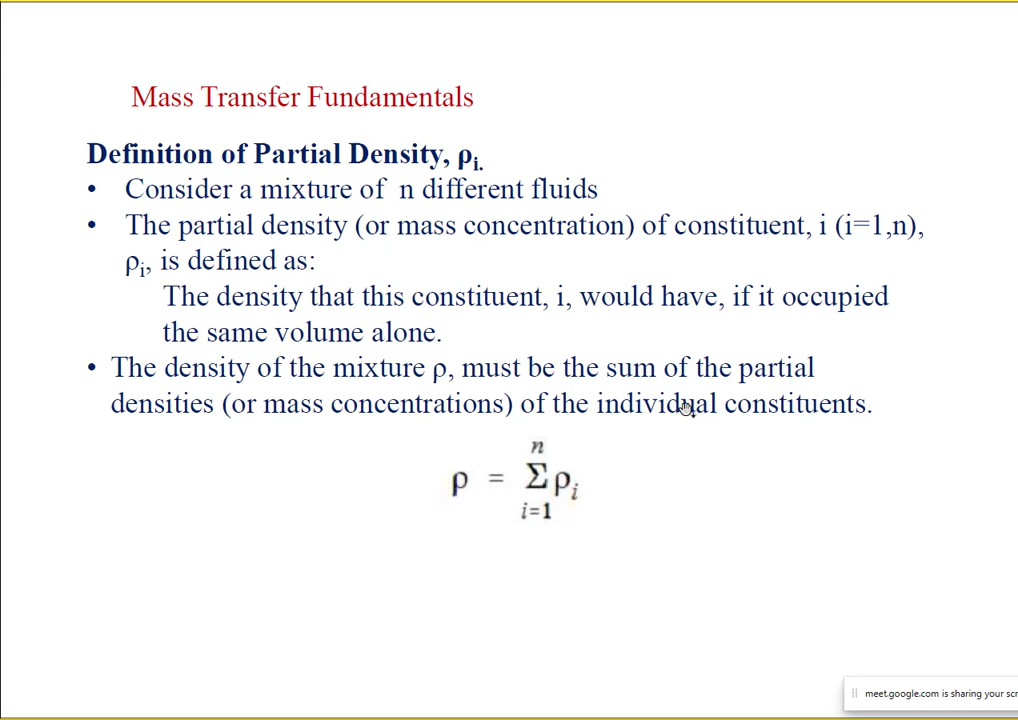 Mass Transfer Fundamentals
Definition of Partial Density, ρi.
• Consider a mixture of n different fluids
• The partial density (or mass concentration) of constituent, i (i=1,n),
ρi, is defined as:
The density that this constituent, i, would have, if it occupied
the same volume alone.
• The density of the mixture ρ, must be the sum of the partial
densities (or mass concentrations) of the individual constituents.
n
ρ = Σ ρi
i=1
meet.google.com is sharing your scr